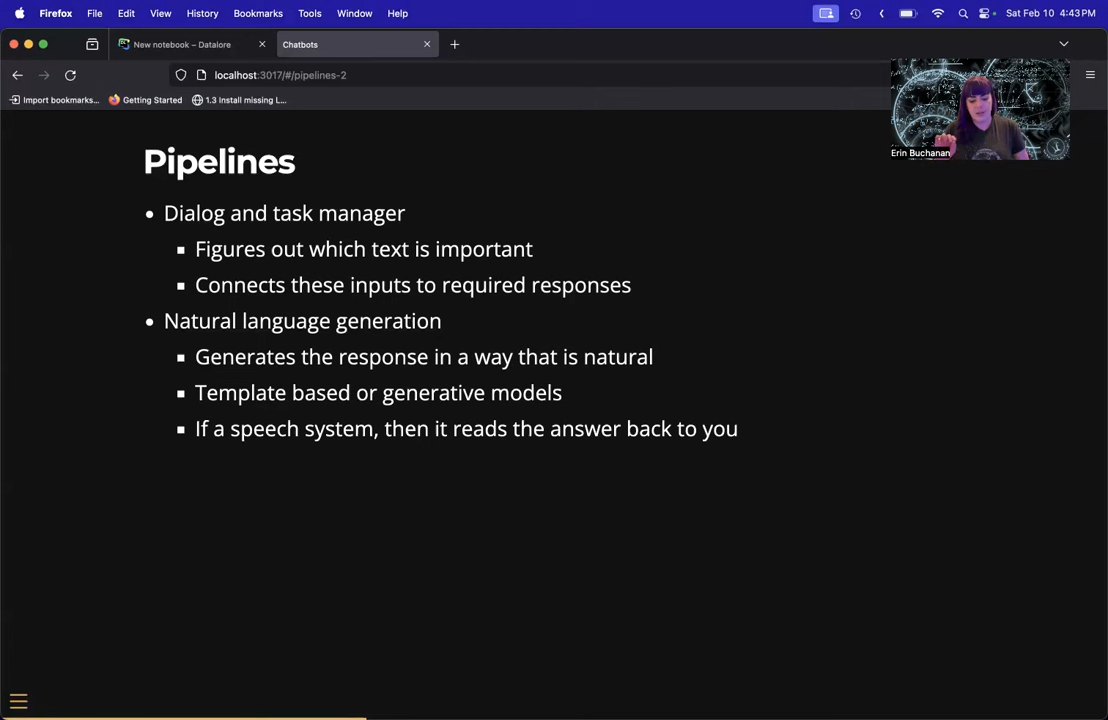 Firefox File Edit View History Bookmarks Tools Window Help Sat Feb 10 4:43 PM
New notebook – Datalore Chatbots
localhost:3017/#/pipelines-2
Import bookmarks... Getting Started 1.3 Install missing L...
Erin Buchanan
Pipelines
• Dialog and task manager
▪ Figures out which text is important
▪ Connects these inputs to required responses
• Natural language generation
▪ Generates the response in a way that is natural
▪ Template based or generative models
▪ If a speech system, then it reads the answer back to you